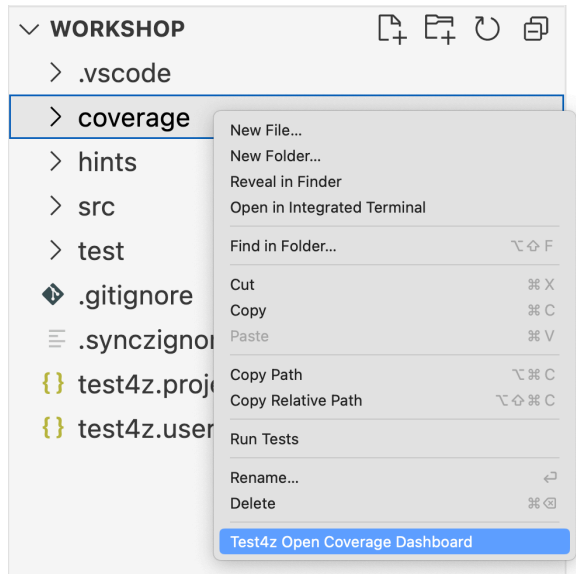 WORKSHOP
.vscode
coverage
hints
src
test
.gitignore
.synczignor
test4z.proje
test4z.user
New File...
New Folder...
Reveal in Finder
Open in Integrated Terminal
Find in Folder... ⌥⇧ F
Cut ⌘ X
Copy ⌘ C
Paste ⌘ V
Copy Path ⌥⌘ C
Copy Relative Path ⌥⇧⌘ C
Run Tests
Rename... ⏎
Delete ⌘⌫
Test4z Open Coverage Dashboard